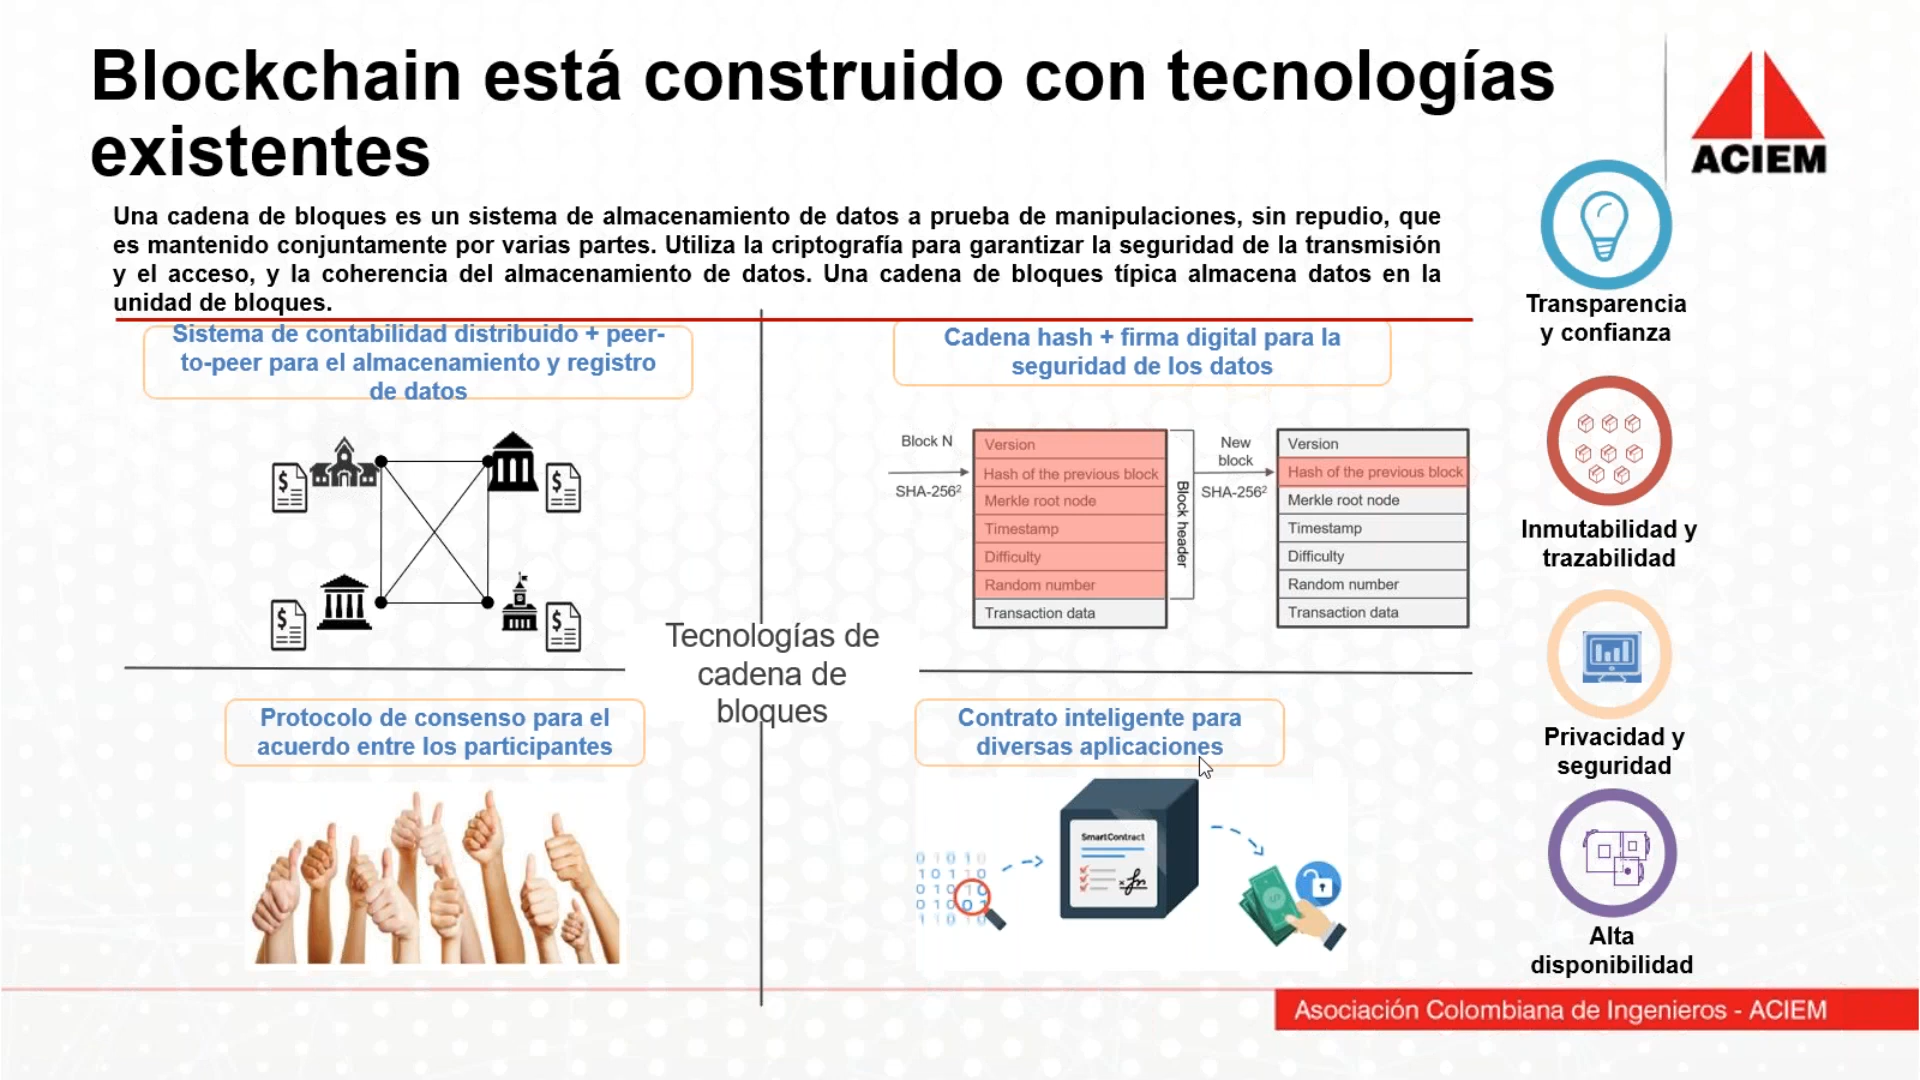 Blockchain está construido con tecnologías
existentes
ACIEM
Una cadena de bloques es un sistema de almacenamiento de datos a prueba de manipulaciones, sin repudio, que
es mantenido conjuntamente por varias partes. Utiliza la criptografía para garantizar la seguridad de la transmisión
y el acceso, y la coherencia del almacenamiento de datos. Una cadena de bloques típica almacena datos en la
unidad de bloques.
Sistema de contabilidad distribuido + peer-
to-peer para el almacenamiento y registro
de datos
$
$
$
$
Cadena hash + firma digital para la
seguridad de los datos
Block N
SHA-256²
Version
Hash of the previous block
Merkle root node
Timestamp
Difficulty
Random number
Transaction data
Block header
New
block
SHA-256²
Version
Hash of the previous block
Merkle root node
Timestamp
Difficulty
Random number
Transaction data
Tecnologías de
cadena de
bloques
Protocolo de consenso para el
acuerdo entre los participantes
Contrato inteligente para
diversas aplicaciones
SmartContract
Transparencia
y confianza
Inmutabilidad y
trazabilidad
Privacidad y
seguridad
Alta
disponibilidad
Asociación Colombiana de Ingenieros - ACIEM